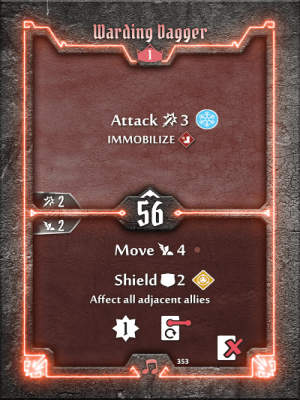 Warding Dagger
1
Attack 3
IMMOBILIZE
2
56
2
Move 4
Shield 2
Affect all adjacent allies
1
353